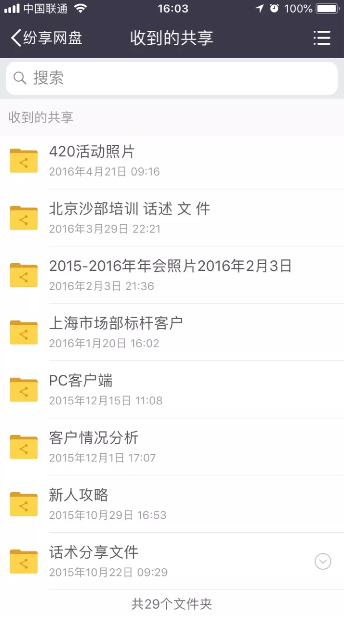 中国联通 16:03 100%
纷享网盘 收到的共享
搜索
收到的共享
420活动照片
2016年4月21日 09:16
北京沙部培训 话述 文 件
2016年3月29日 22:21
2015-2016年年会照片2016年2月3日
2016年2月3日 21:36
上海市场部标杆客户
2016年1月20日 16:02
PC客户端
2015年12月15日 11:08
客户情况分析
2015年12月1日 17:07
新人攻略
2015年10月29日 16:53
话术分享文件
2015年10月22日 09:29
共29个文件夹